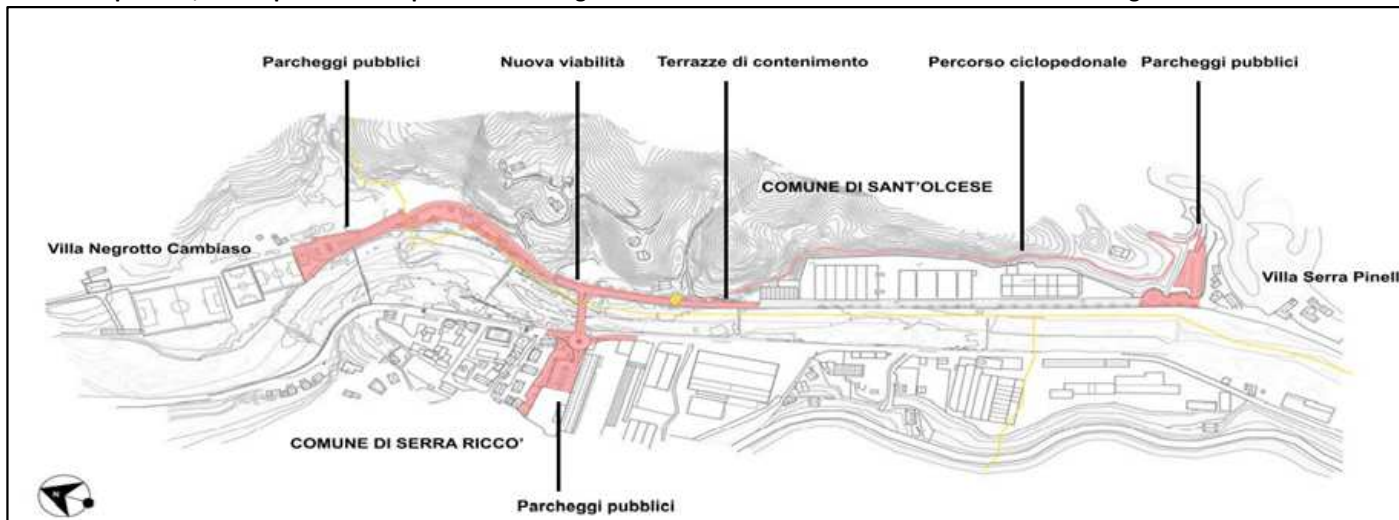 Parcheggi pubblici Nuova viabilità Terrazze di contenimento Percorso ciclopedonale Parcheggi pubblici
COMUNE DI SANT'OLCESE
Villa Negrotto Cambiaso
Villa Serra Pinell
COMUNE DI SERRA RICCO'
N
Parcheggi pubblici